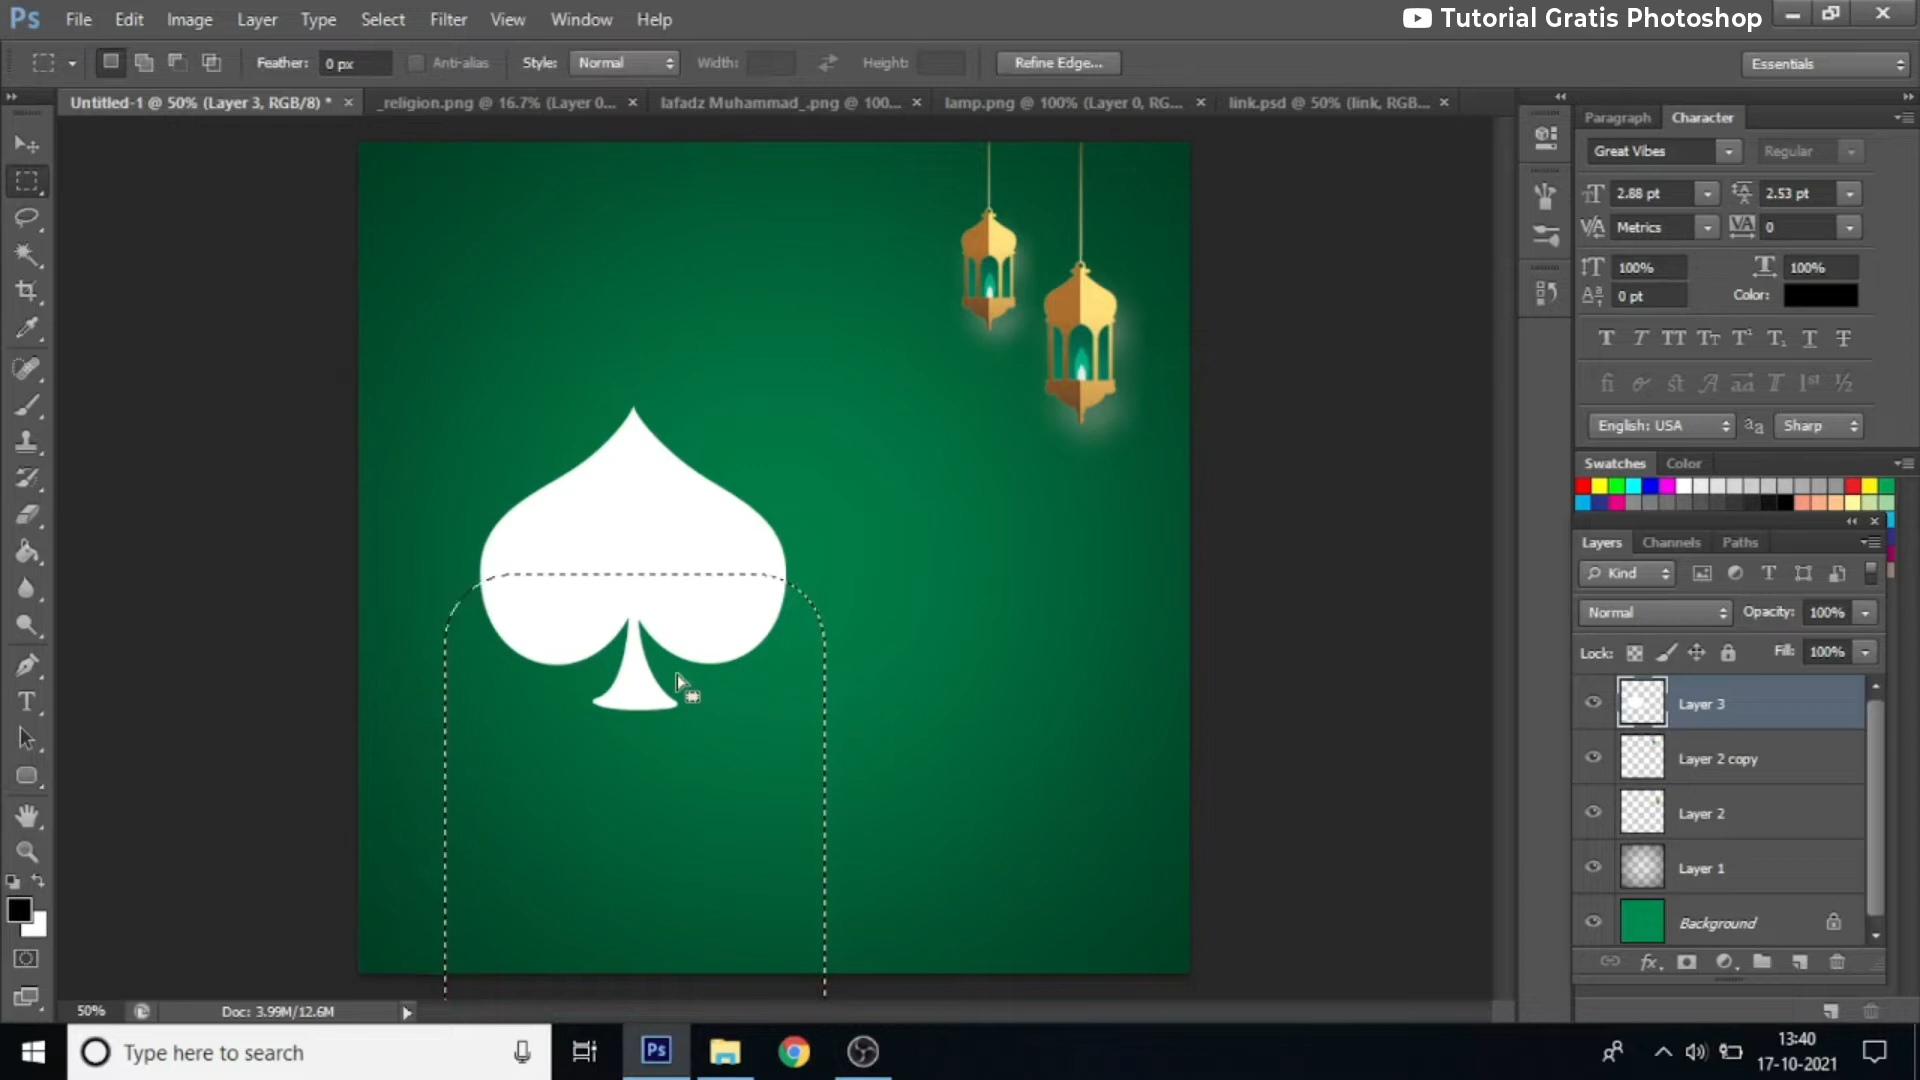 Ps File Edit Image Layer Type Select Filter View Window Help
Tutorial Gratis Photoshop
Feather: 0 px Anti-alias Style: Normal Width: Height: Refine Edge... Essentials
Untitled-1 @ 50% (Layer 3, RGB/8) * _religion.png @ 16.7% (Layer 0... lafadz Muhammad_.png @ 100... lamp.png @ 100% (Layer 0, RG... link.psd @ 50% (link, RGB...
Paragraph Character
Great Vibes Regular
2.88 pt 2.53 pt
Metrics 0
100% 100%
0 pt Color:
English: USA aa Sharp
Swatches Color
Layers Channels Paths
Kind
Normal Opacity: 100%
Lock: Fill: 100%
Layer 3
Layer 2 copy
Layer 2
Layer 1
Background
50% Doc: 3.99M/12.6M
Type here to search
Ps
13:40
17-10-2021